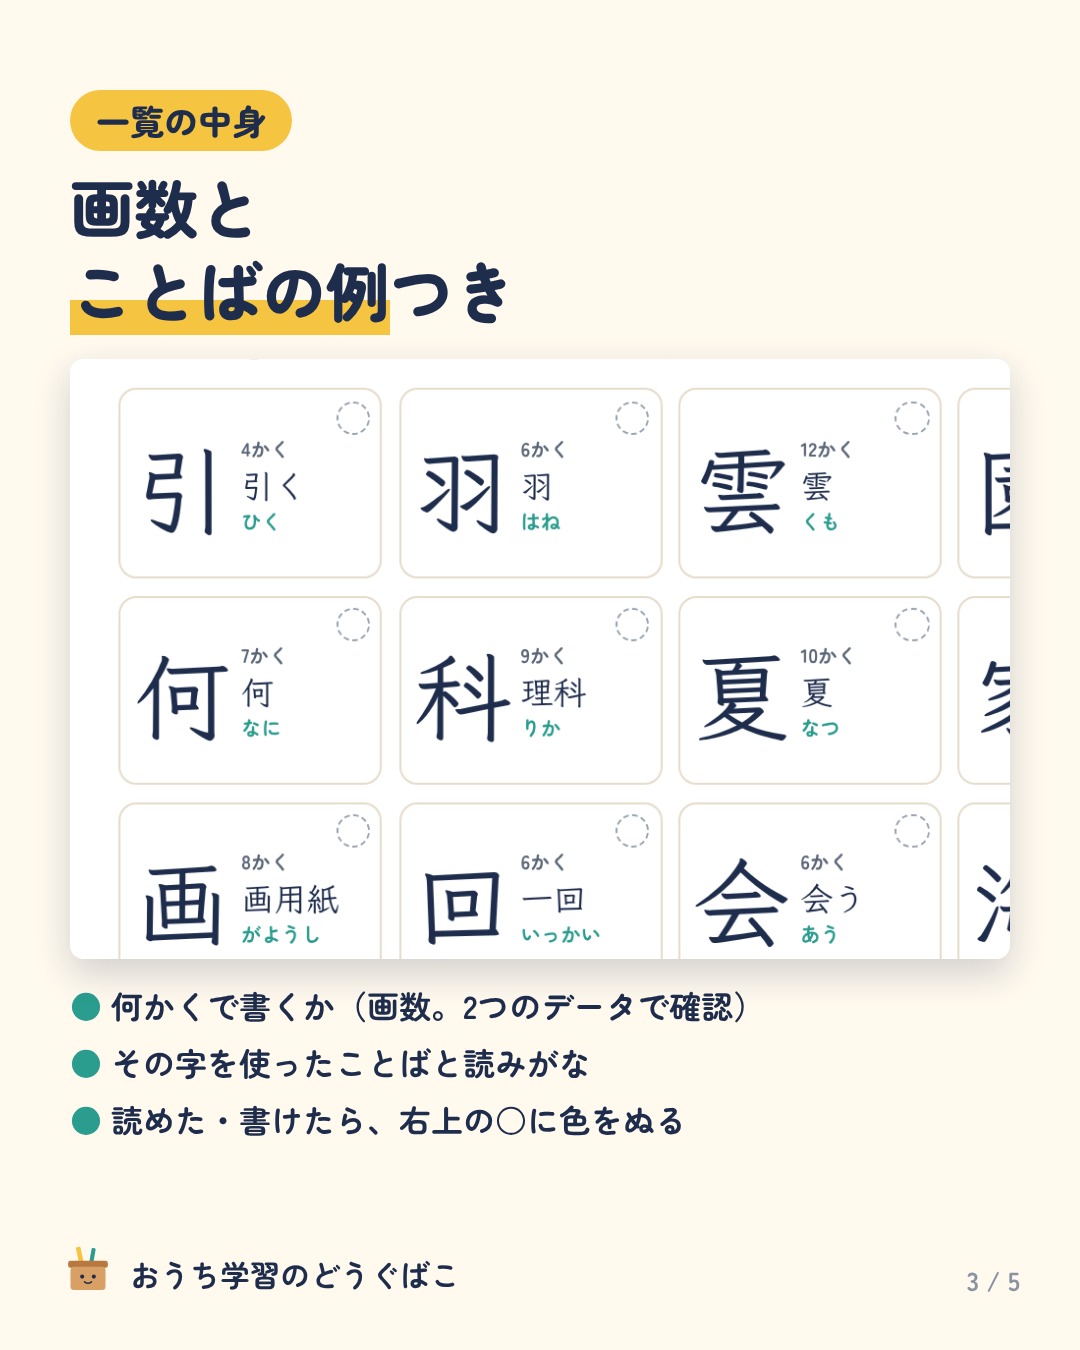 一覧の中身
画数と
ことばの例つき
引
4かく
引く
ひく
羽
6かく
羽
はね
雲
12かく
雲
くも
何
7かく
何
なに
科
9かく
理科
りか
夏
10かく
夏
なつ
画
8かく
画用紙
がようし
回
6かく
一回
いっかい
会
6かく
会う
あう
何かくで書くか（画数。2つのデータで確認）
その字を使ったことばと読みがな
読めた・書けたら、右上の○に色をぬる
おうち学習のどうぐばこ
3 / 5